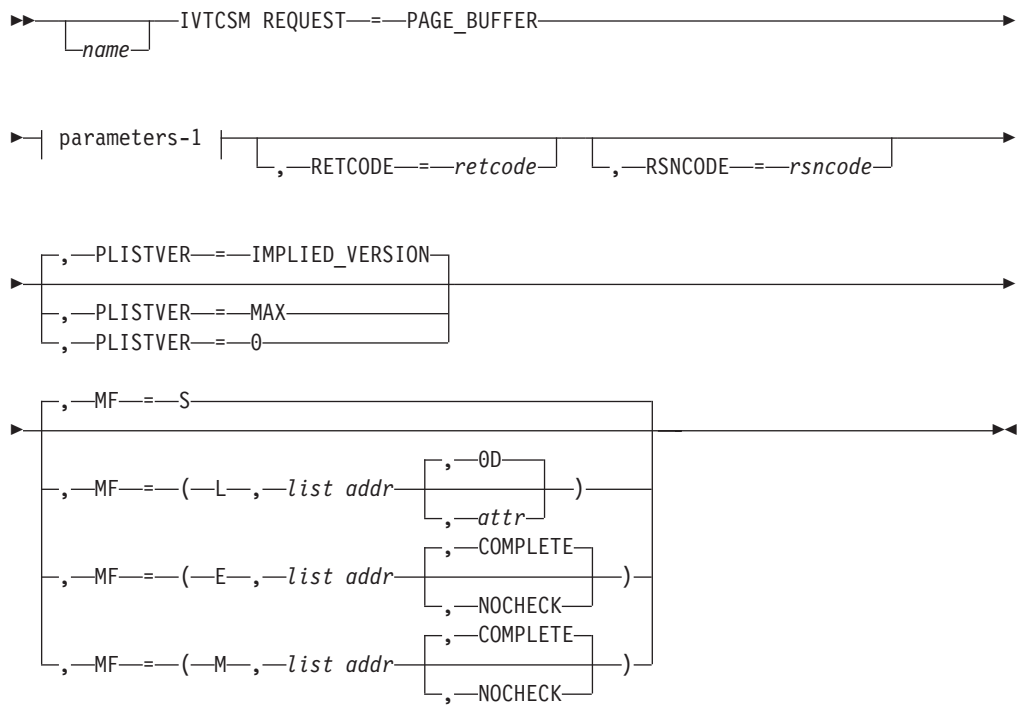 IVTCSM REQUEST = PAGE_BUFFER
name
parameters-1
, RETCODE = retcode
, RSNCODE = rsncode
, PLISTVER = IMPLIED_VERSION
, PLISTVER = MAX
, PLISTVER = 0
, MF = S
, 0D
, MF = ( L , list addr )
, attr
, COMPLETE
, MF = ( E , list addr )
, NOCHECK
, COMPLETE
, MF = ( M , list addr )
, NOCHECK